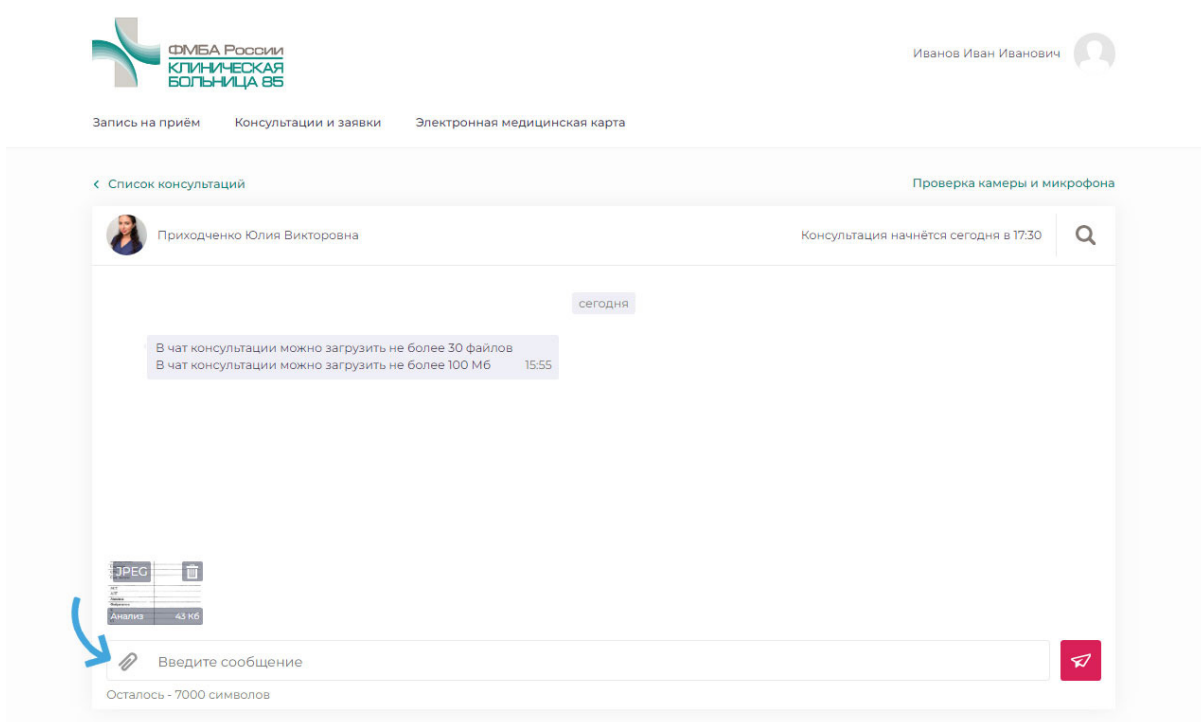 ФМБА России
КЛИНИЧЕСКАЯ
БОЛЬНИЦА 85
Иванов Иван Иванович
Запись на приём Консультации и заявки Электронная медицинская карта
Список консультаций
Проверка камеры и микрофона
Приходченко Юлия Викторовна
Консультация начнётся сегодня в 17:30
сегодня
В чат консультации можно загрузить не более 30 файлов
В чат консультации можно загрузить не более 100 Мб 15:55
JPEG
Анализ 43 Кб
Введите сообщение
Осталось - 7000 символов